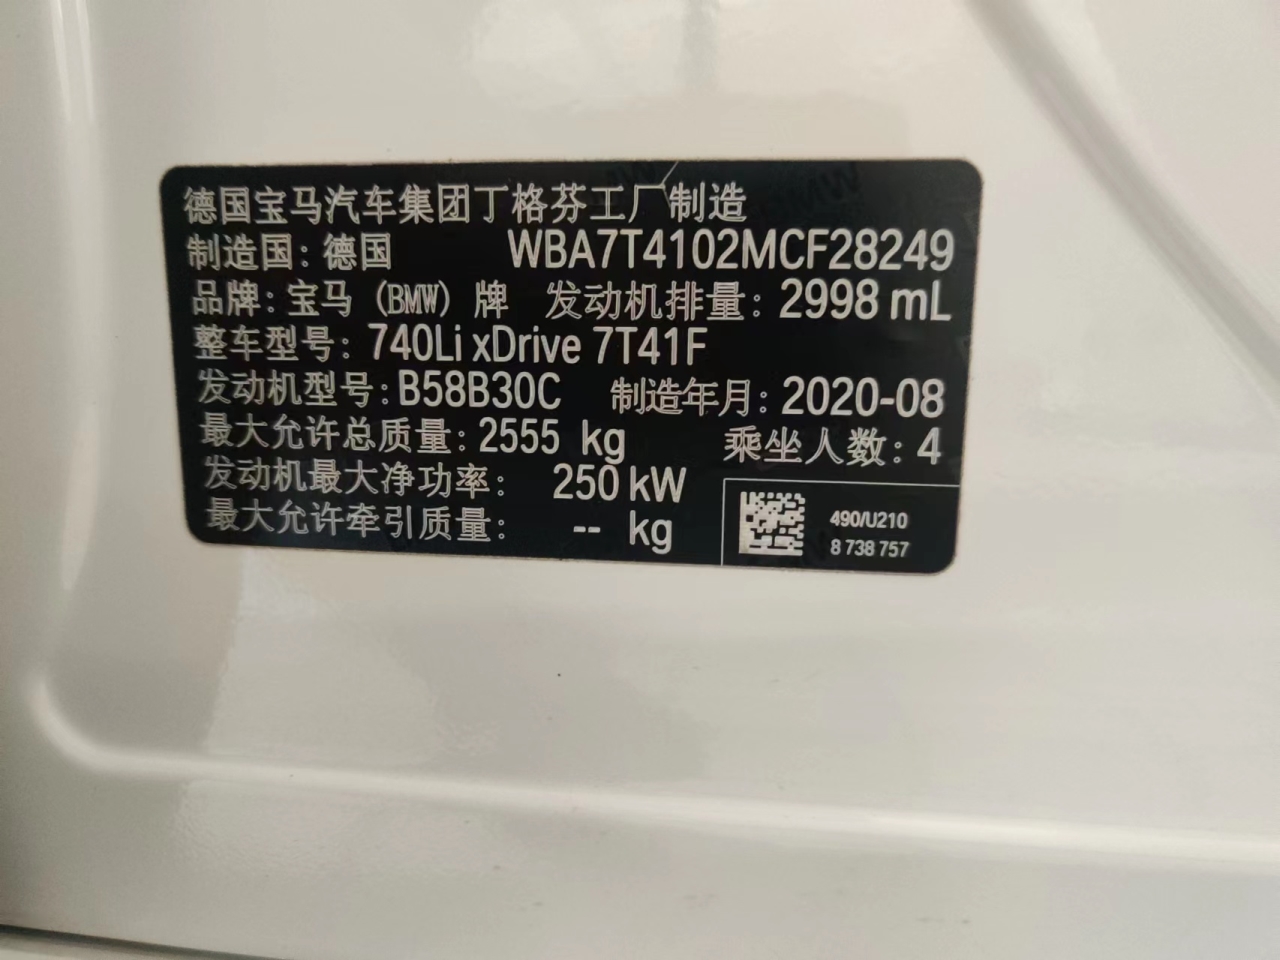 德国宝马汽车集团丁格芬工厂制造
制造国：德国 WBA7T4102MCF28249
品牌：宝马（BMW）牌 发动机排量：2998 mL
整车型号：740Li xDrive 7T41F
发动机型号：B58B30C 制造年月：2020-08
最大允许总质量：2555 kg 乘坐人数：4
发动机最大净功率： 250 kW
最大允许牵引质量： -- kg
490/U210
8 738 757